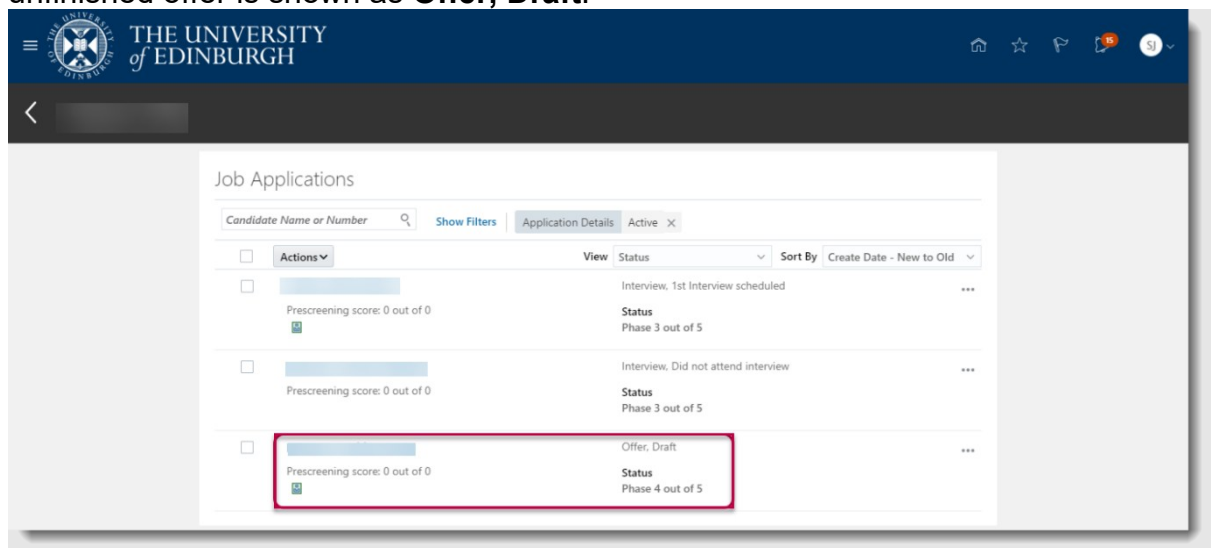 unfinished offer is shown as Offer, Draft.
THE UNIVERSITY
of EDINBURGH
15
SJ
Job Applications
Candidate Name or Number
Show Filters
Application Details Active ×
Actions
View Status
Sort By Create Date - New to Old
Interview, 1st Interview scheduled
Prescreening score: 0 out of 0
Status
Phase 3 out of 5
Interview, Did not attend interview
Prescreening score: 0 out of 0
Status
Phase 3 out of 5
Offer, Draft
Prescreening score: 0 out of 0
Status
Phase 4 out of 5